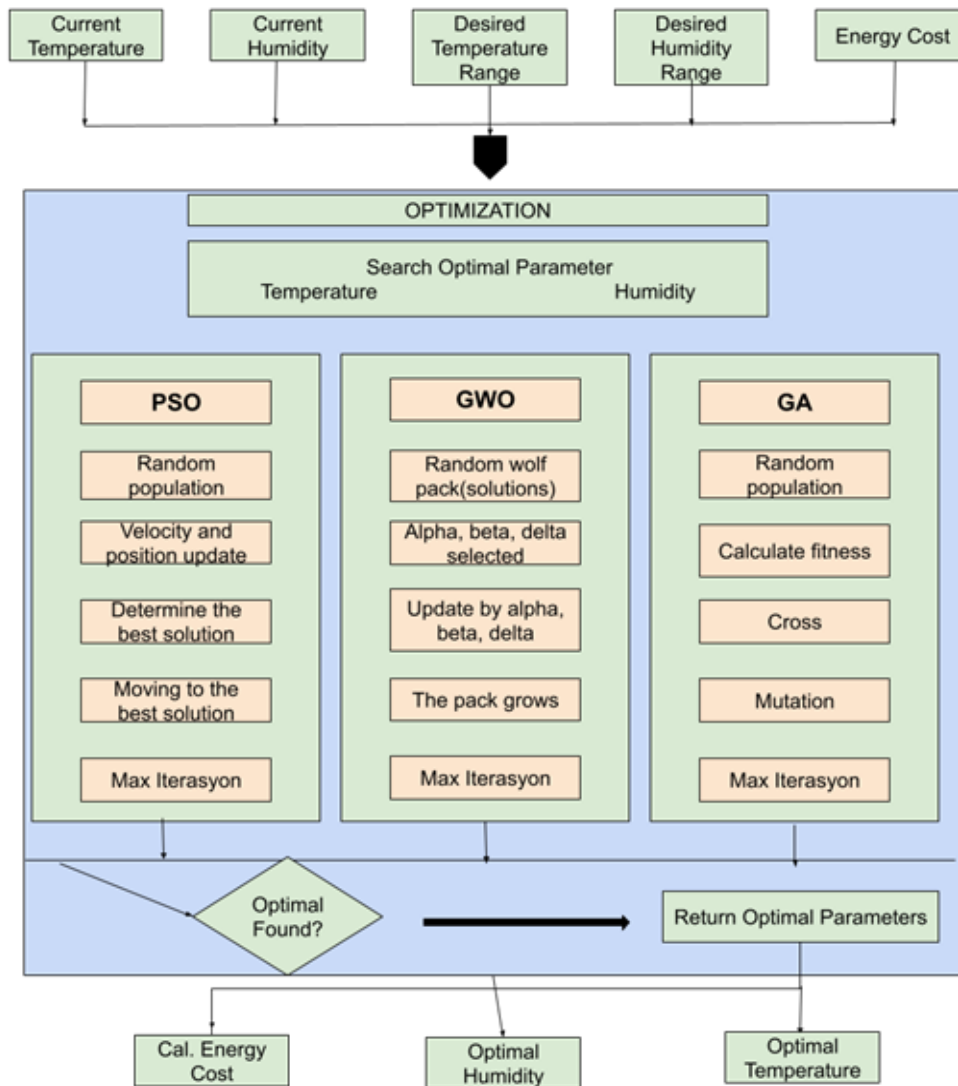 Current
Temperature
Current
Humidity
Desired
Temperature
Range
Desired
Humidity
Range
Energy Cost
OPTIMIZATION
Search Optimal Parameter
Temperature
Humidity
PSO
Random
population
Velocity and
position update
Determine the
best solution
Moving to the
best solution
Max Iterasyon
GWO
Random wolf
pack(solutions)
Alpha, beta, delta
selected
Update by alpha,
beta, delta
The pack grows
Max Iterasyon
GA
Random
population
Calculate fitness
Cross
Mutation
Max Iterasyon
Optimal
Found?
Return Optimal Parameters
Cal. Energy
Cost
Optimal
Humidity
Optimal
Temperature